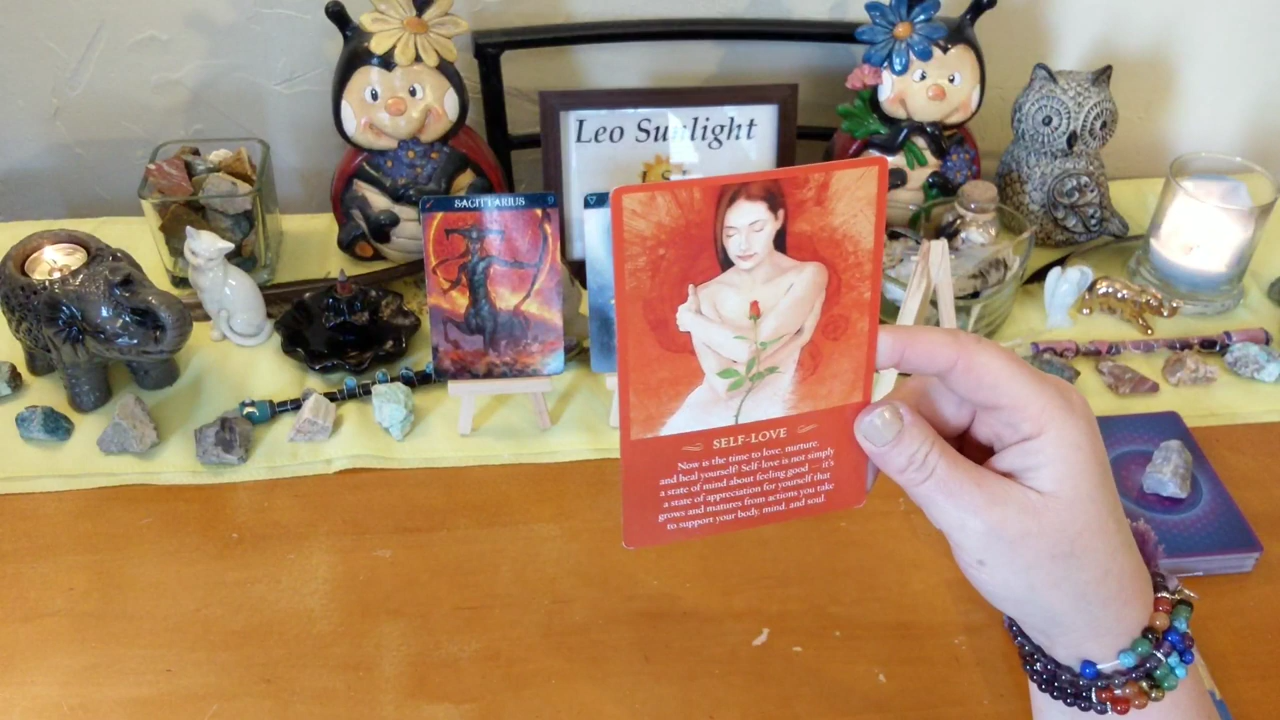 Leo Sunlight
SAGITTARIUS 9
SELF-LOVE
Now is the time to love, nurture,
and heal yourself! Self-love is not simply
a state of mind about feeling good — it's
a state of appreciation for yourself that
grows and matures from actions you take
to support your body, mind, and soul.